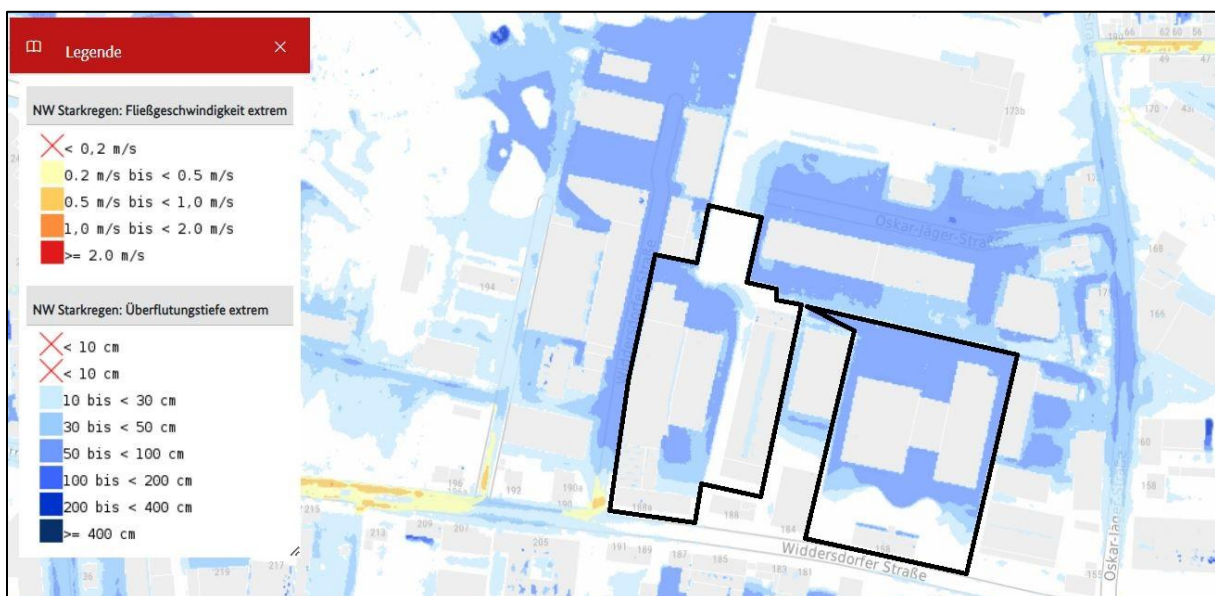 Legende
NW Starkregen: Fließgeschwindigkeit extrem
< 0,2 m/s
0.2 m/s bis < 0.5 m/s
0.5 m/s bis < 1,0 m/s
1,0 m/s bis < 2.0 m/s
>= 2.0 m/s
NW Starkregen: Überflutungstiefe extrem
< 10 cm
< 10 cm
10 bis < 30 cm
30 bis < 50 cm
50 bis < 100 cm
100 bis < 200 cm
200 bis < 400 cm
>= 400 cm
66
62 60
56
49
47
173b
170
Oskar-Jäger-Straße
168
166
194
196
192
190a
190
188
184
160
158
215
213
209
207
205
191
189
187
185
183
181
Widdersdorfer Straße
Oskar-Jäger-Straße
36
219
217